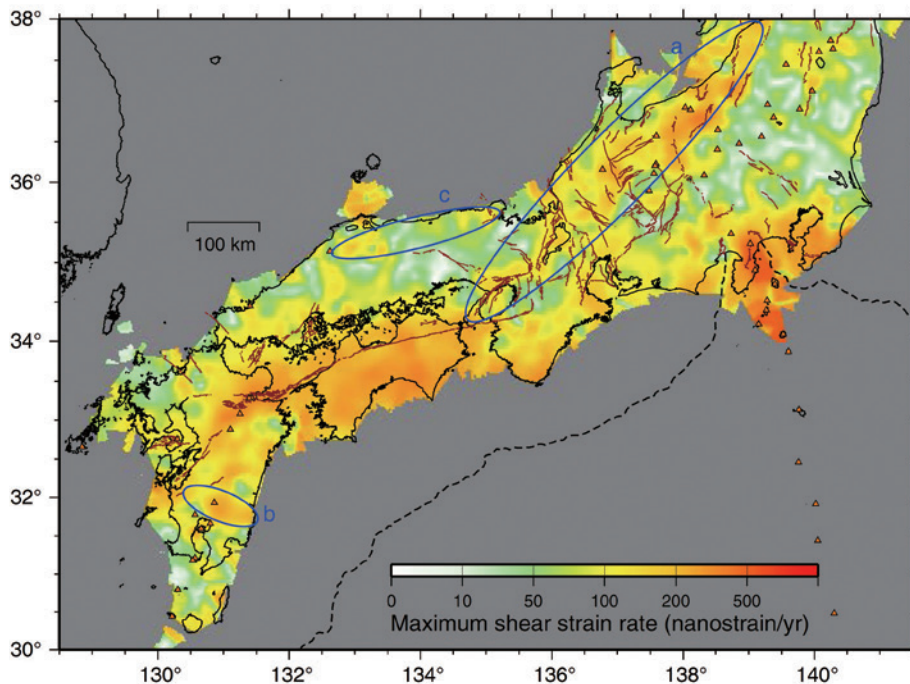 38°
a
36°
c
100 km
34°
32°
b
0 10 50 100 200 500
Maximum shear strain rate (nanostrain/yr)
30°
130° 132° 134° 136° 138° 140°